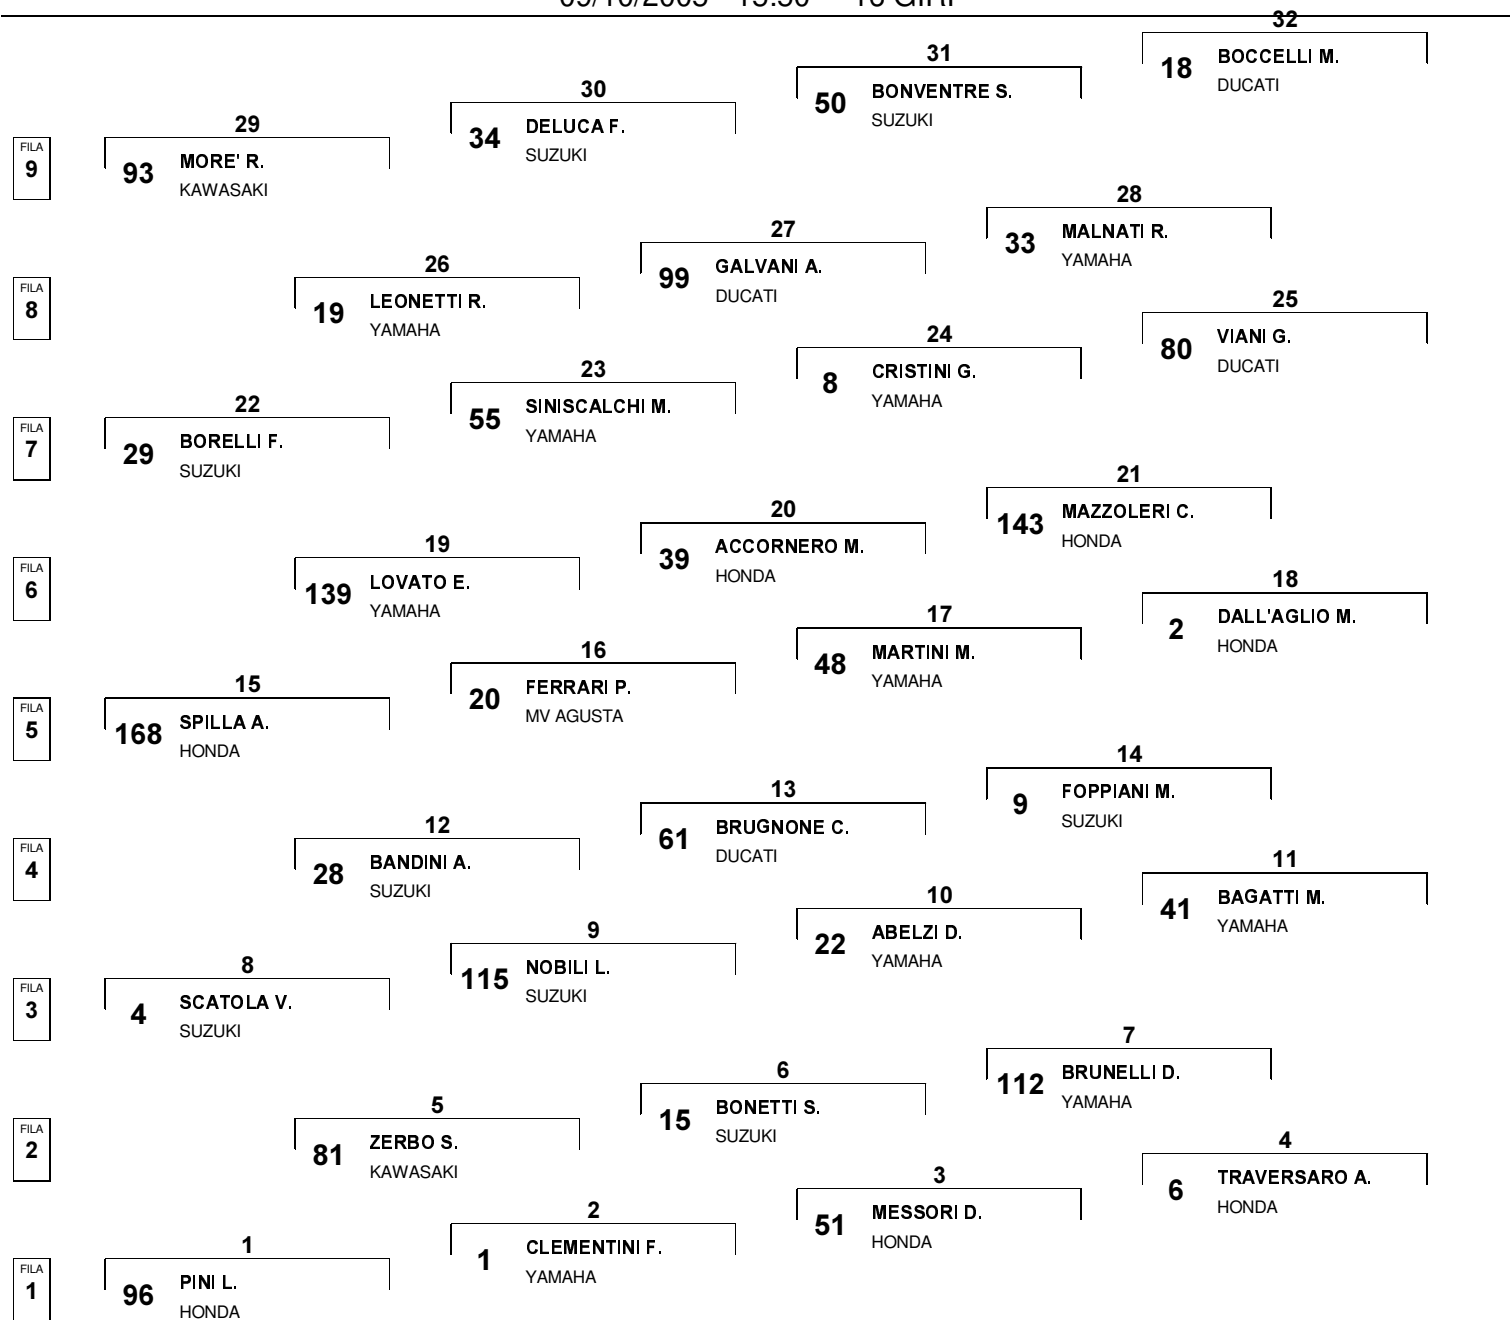 32
18 BOCCELLI M.
DUCATI
31
50 BONVENTRE S.
SUZUKI
30
34 DELUCA F.
SUZUKI
29
93 MORE' R.
KAWASAKI
FILA
9
28
33 MALNATI R.
YAMAHA
27
99 GALVANI A.
DUCATI
26
19 LEONETTI R.
YAMAHA
FILA
8
25
80 VIANI G.
DUCATI
24
8 CRISTINI G.
YAMAHA
23
55 SINISCALCHI M.
YAMAHA
22
29 BORELLI F.
SUZUKI
FILA
7
21
143 MAZZOLERI C.
HONDA
20
39 ACCORNERO M.
HONDA
19
139 LOVATO E.
YAMAHA
FILA
6
18
2 DALL'AGLIO M.
HONDA
17
48 MARTINI M.
YAMAHA
16
20 FERRARI P.
MV AGUSTA
15
168 SPILLA A.
HONDA
FILA
5
14
9 FOPPIANI M.
SUZUKI
13
61 BRUGNONE C.
DUCATI
12
28 BANDINI A.
SUZUKI
FILA
4
11
41 BAGATTI M.
YAMAHA
10
22 ABELZI D.
YAMAHA
9
115 NOBILI L.
SUZUKI
8
4 SCATOLA V.
SUZUKI
FILA
3
7
112 BRUNELLI D.
YAMAHA
6
15 BONETTI S.
SUZUKI
5
81 ZERBO S.
KAWASAKI
FILA
2
4
6 TRAVERSARO A.
HONDA
3
51 MESSORI D.
HONDA
2
1 CLEMENTINI F.
YAMAHA
1
96 PINI L.
HONDA
FILA
1